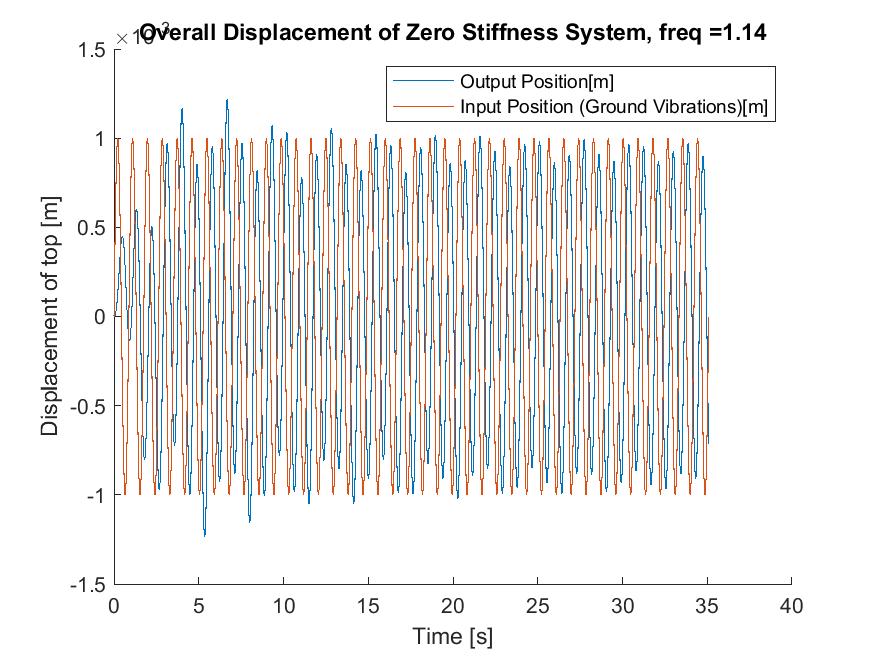 ×10-3
Overall Displacement of Zero Stiffness System, freq =1.14
Output Position[m]
Input Position (Ground Vibrations)[m]
Displacement of top [m]
1.5
1
0.5
0
-0.5
-1
-1.5
0 5 10 15 20 25 30 35 40
Time [s]